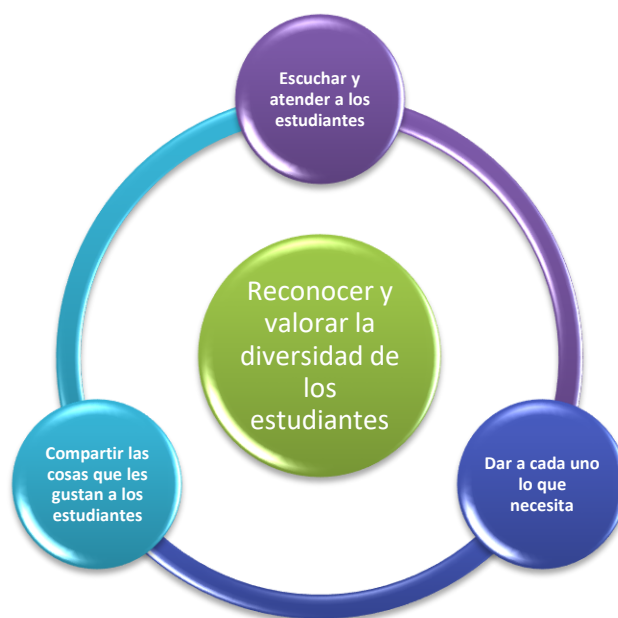 Escuchar y
atender a los
estudiantes
Reconocer y
valorar la
diversidad de
los
estudiantes
Compartir las
cosas que les
gustan a los
estudiantes
Dar a cada uno
lo que
necesita